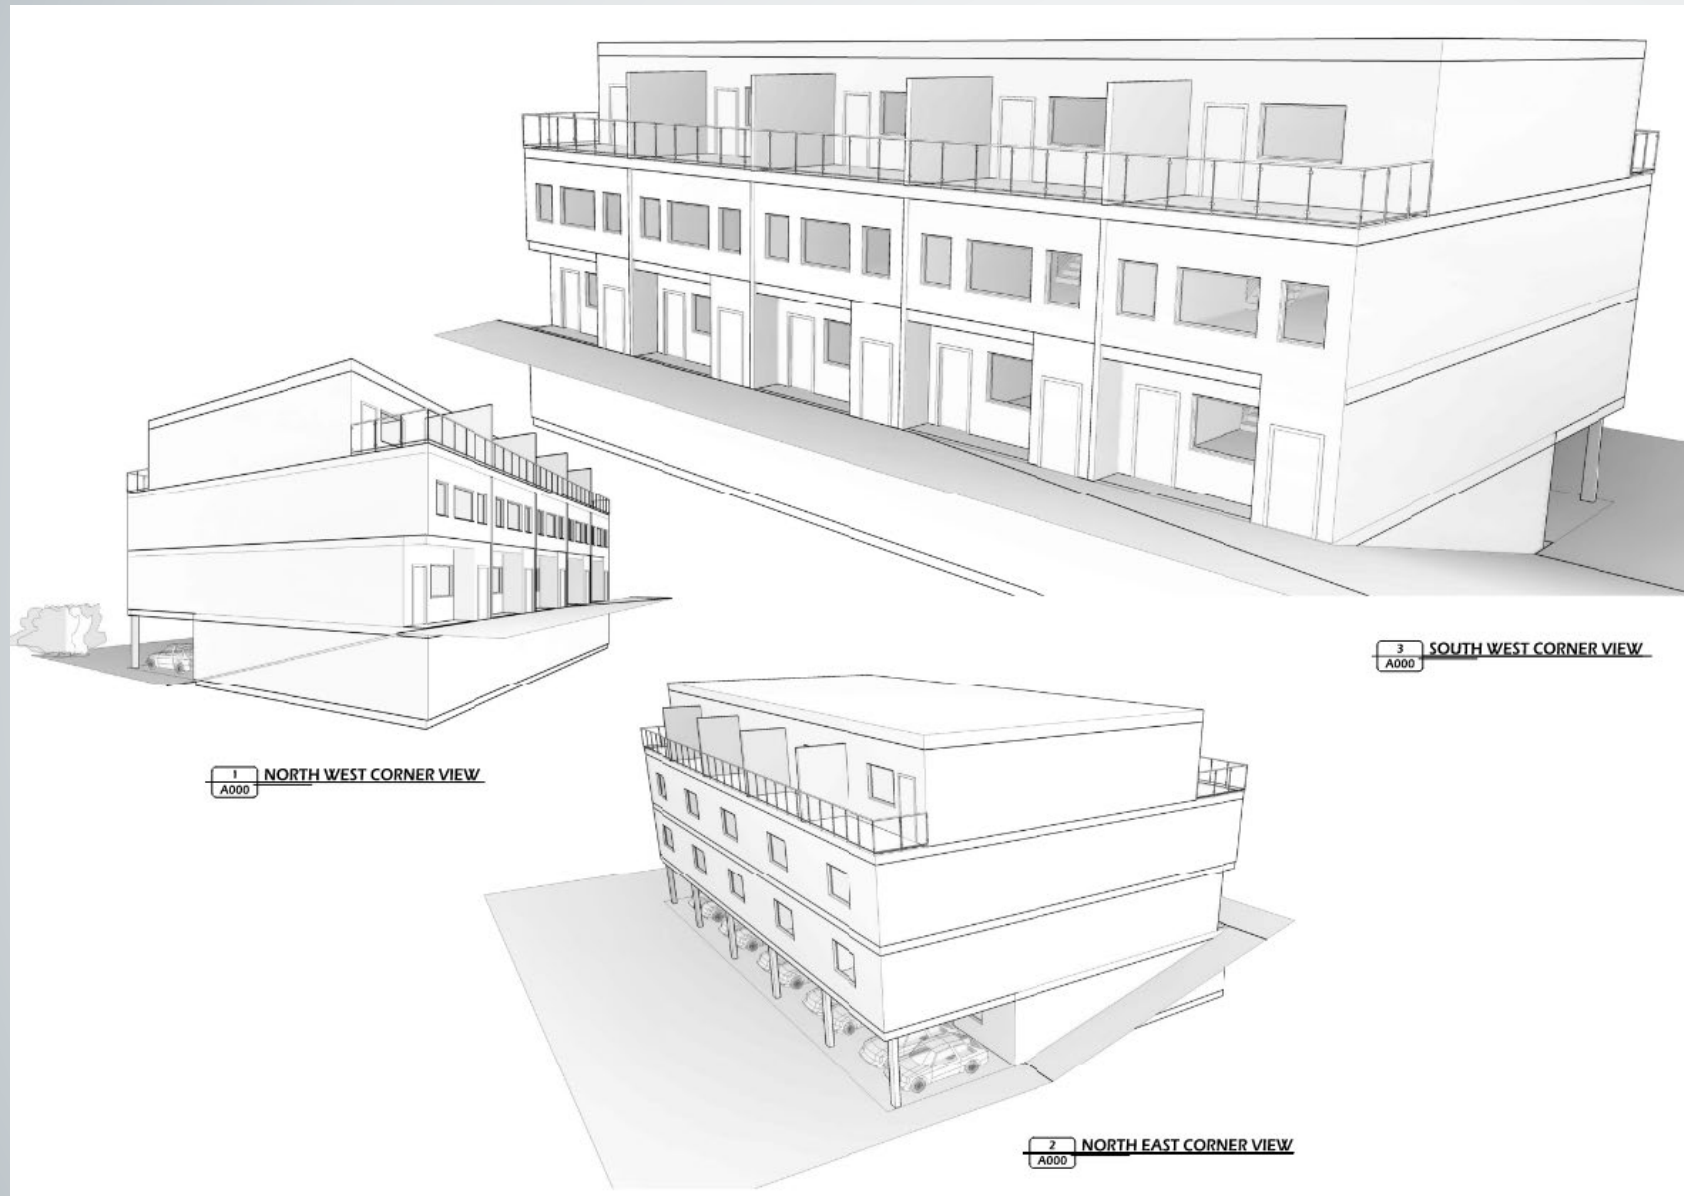 3 SOUTH WEST CORNER VIEW
A000
1 NORTH WEST CORNER VIEW
A000
2 NORTH EAST CORNER VIEW
A000